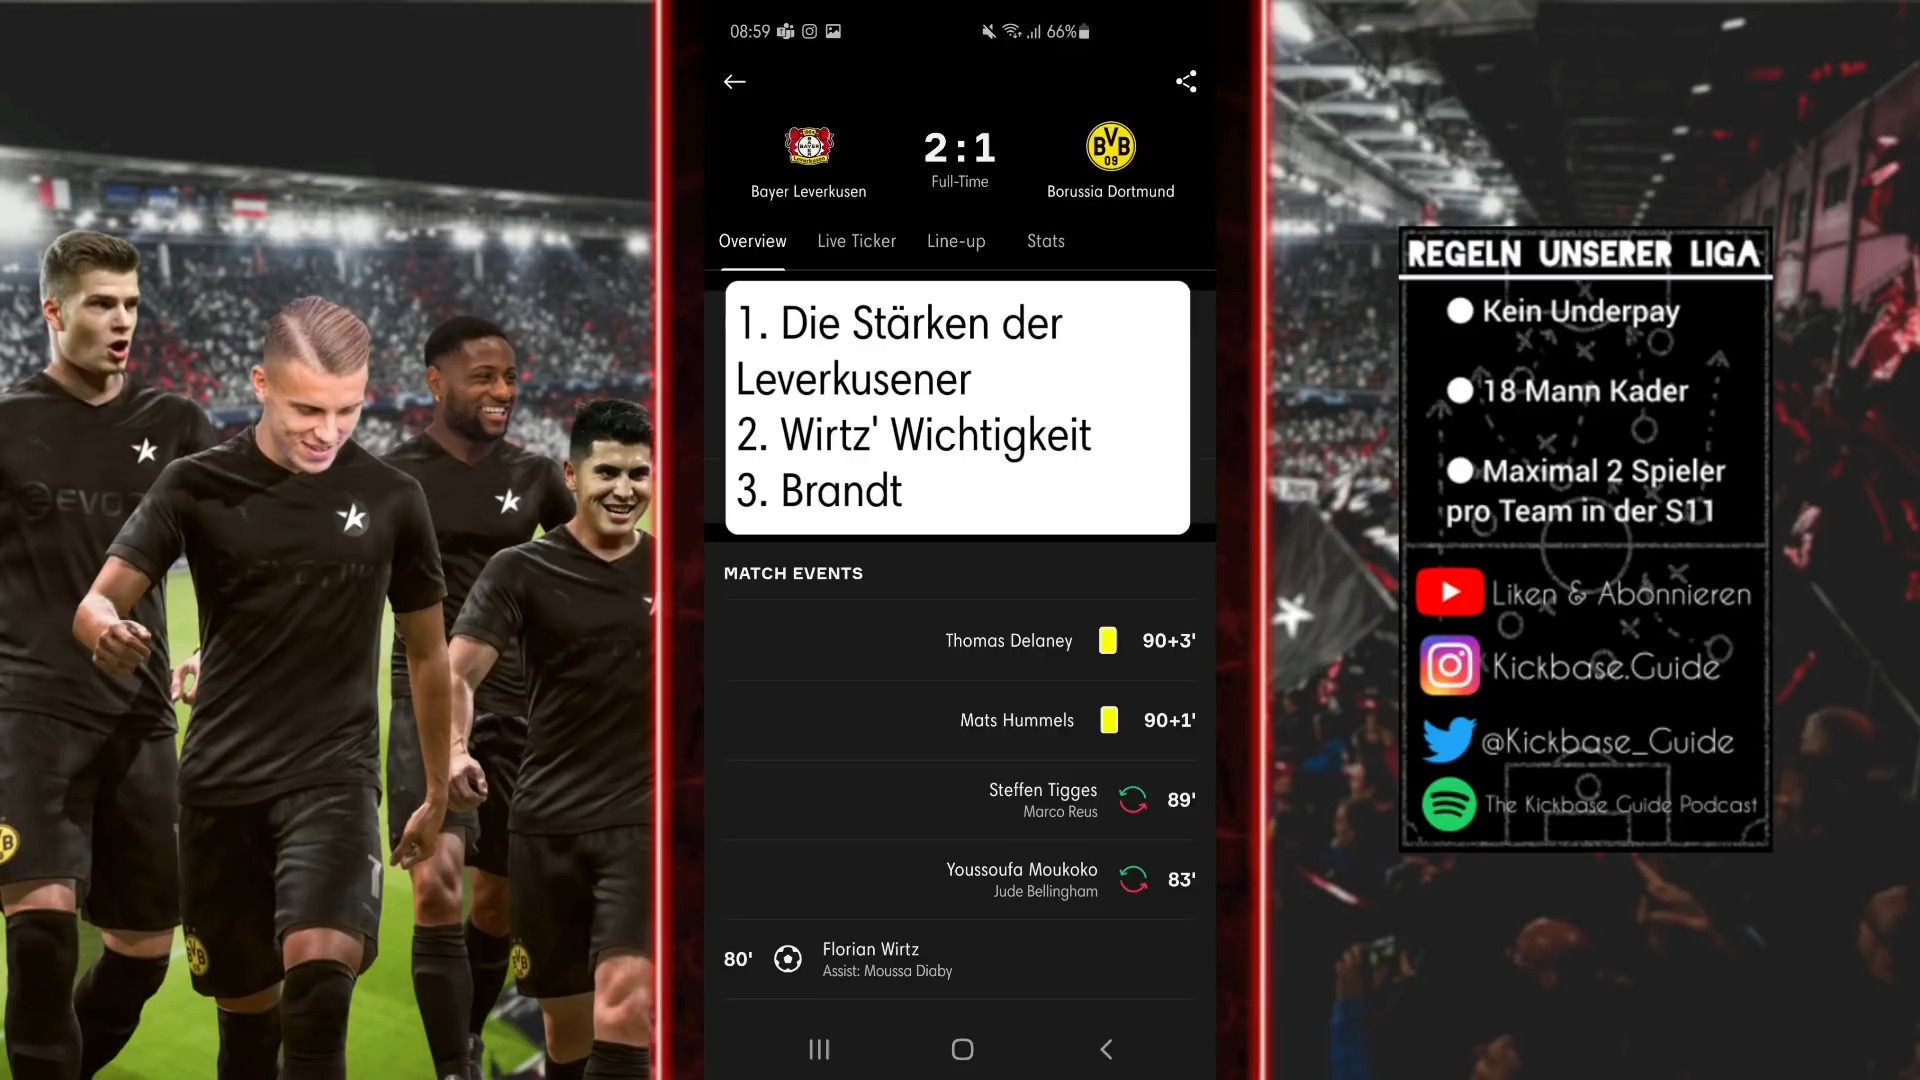 08:59
66%
2:1
Full-Time
Bayer Leverkusen
Borussia Dortmund
BVB 09
Overview Live Ticker Line-up Stats
1. Die Stärken der
Leverkusener
2. Wirtz' Wichtigkeit
3. Brandt
MATCH EVENTS
Thomas Delaney 90+3'
Mats Hummels 90+1'
Steffen Tigges 89'
Marco Reus
Youssoufa Moukoko 83'
Jude Bellingham
80' Florian Wirtz
Assist: Moussa Diaby
REGELN UNSERER LIGA
Kein Underpay
18 Mann Kader
Maximal 2 Spieler
pro Team in der S11
Liken & Abonnieren
Kickbase.Guide
@Kickbase_Guide
The Kickbase Guide Podcast